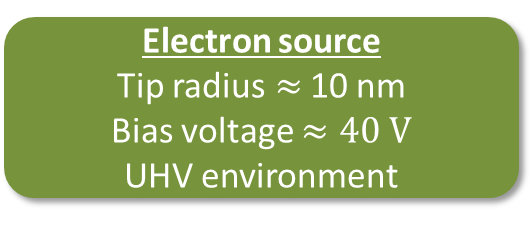 Electron source
Tip radius ≈ 10 nm
Bias voltage ≈ 40 V
UHV environment